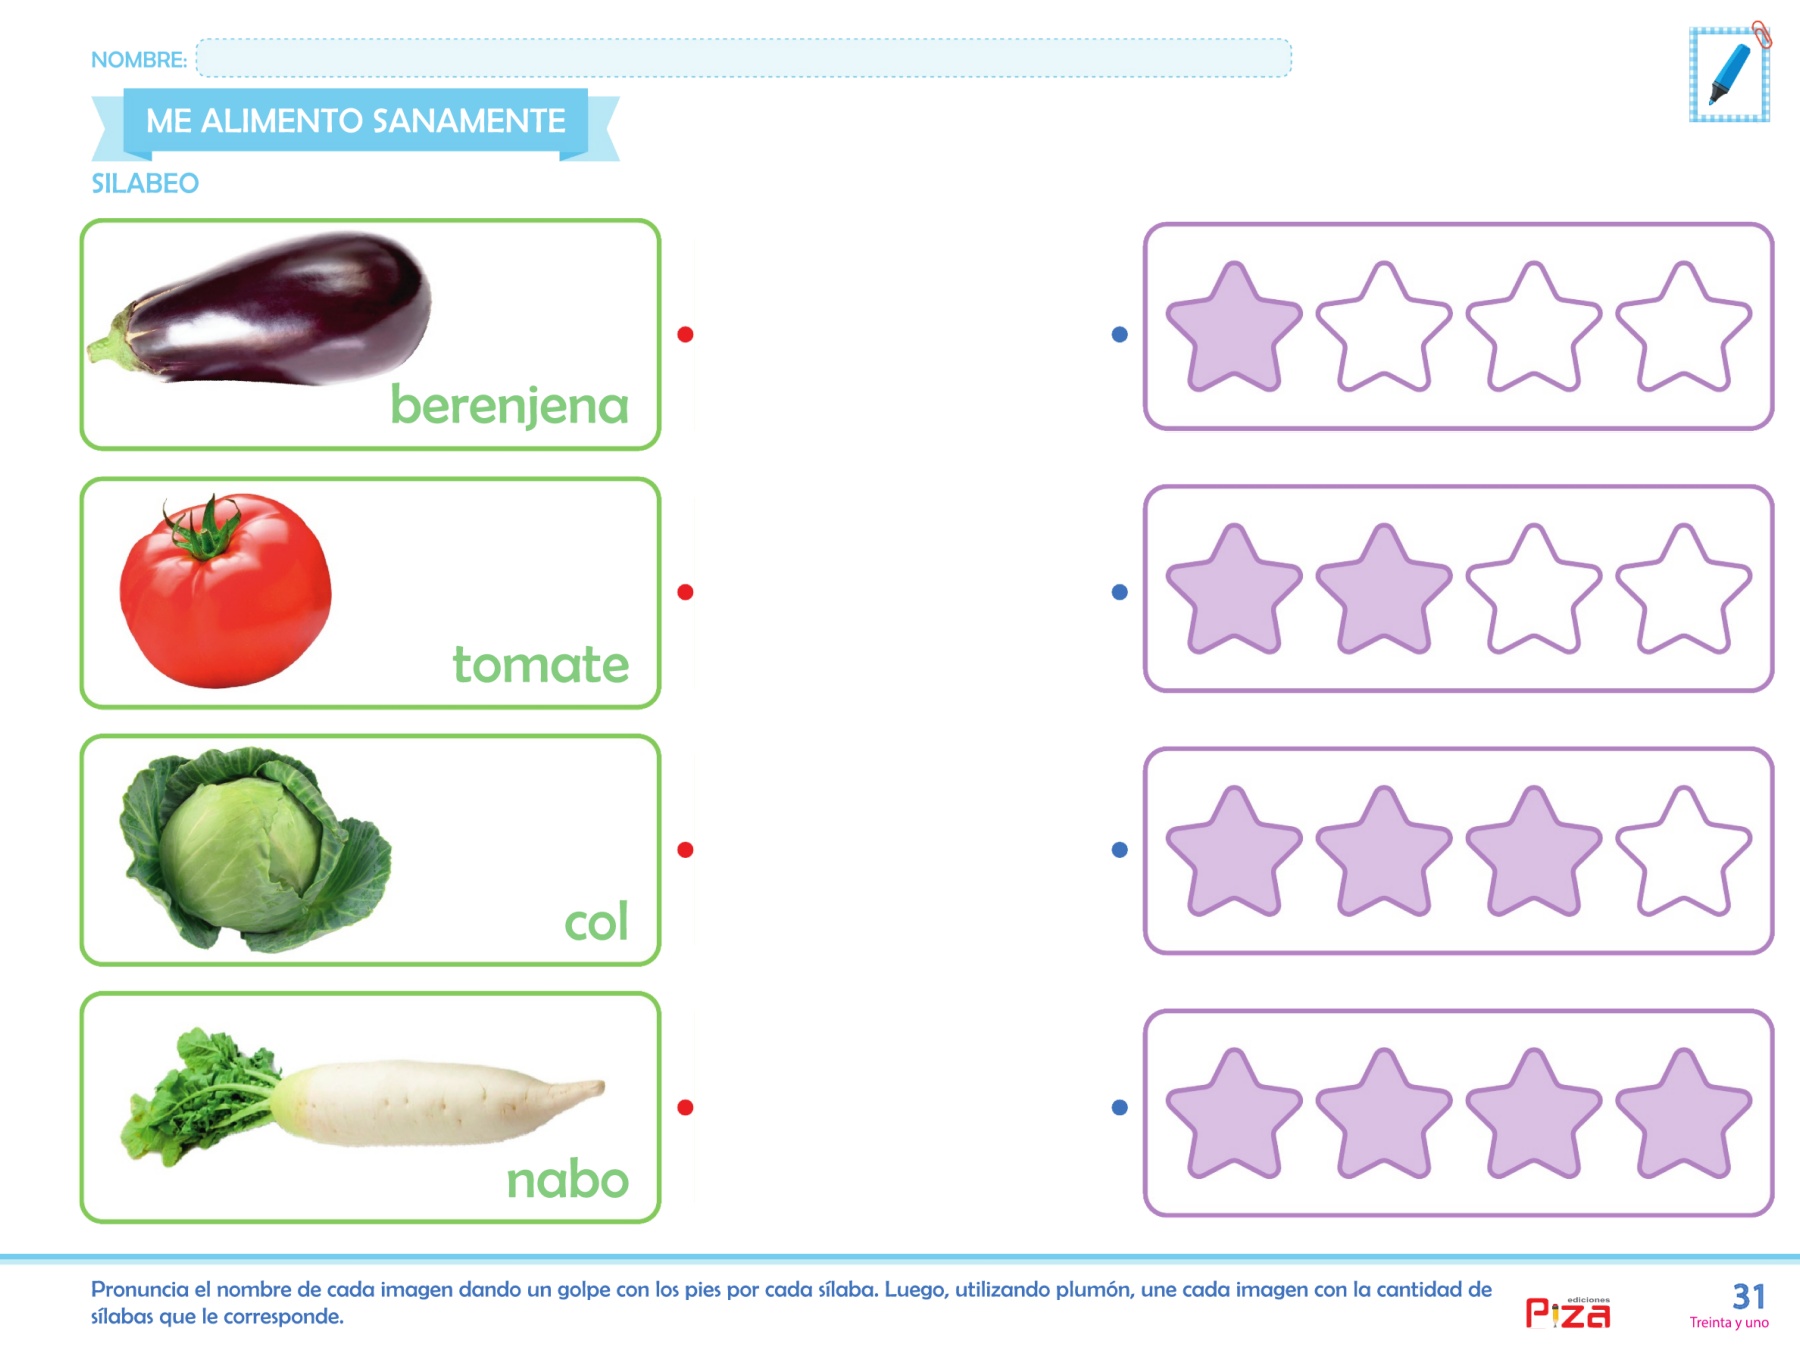 NOMBRE:
ME ALIMENTO SANAMENTE
SILABEO
berenjena
tomate
col
nabo
Pronuncia el nombre de cada imagen dando un golpe con los pies por cada sílaba. Luego, utilizando plumón, une cada imagen con la cantidad de
sílabas que le corresponde.
ediciones
Piza
31
Treinta y uno